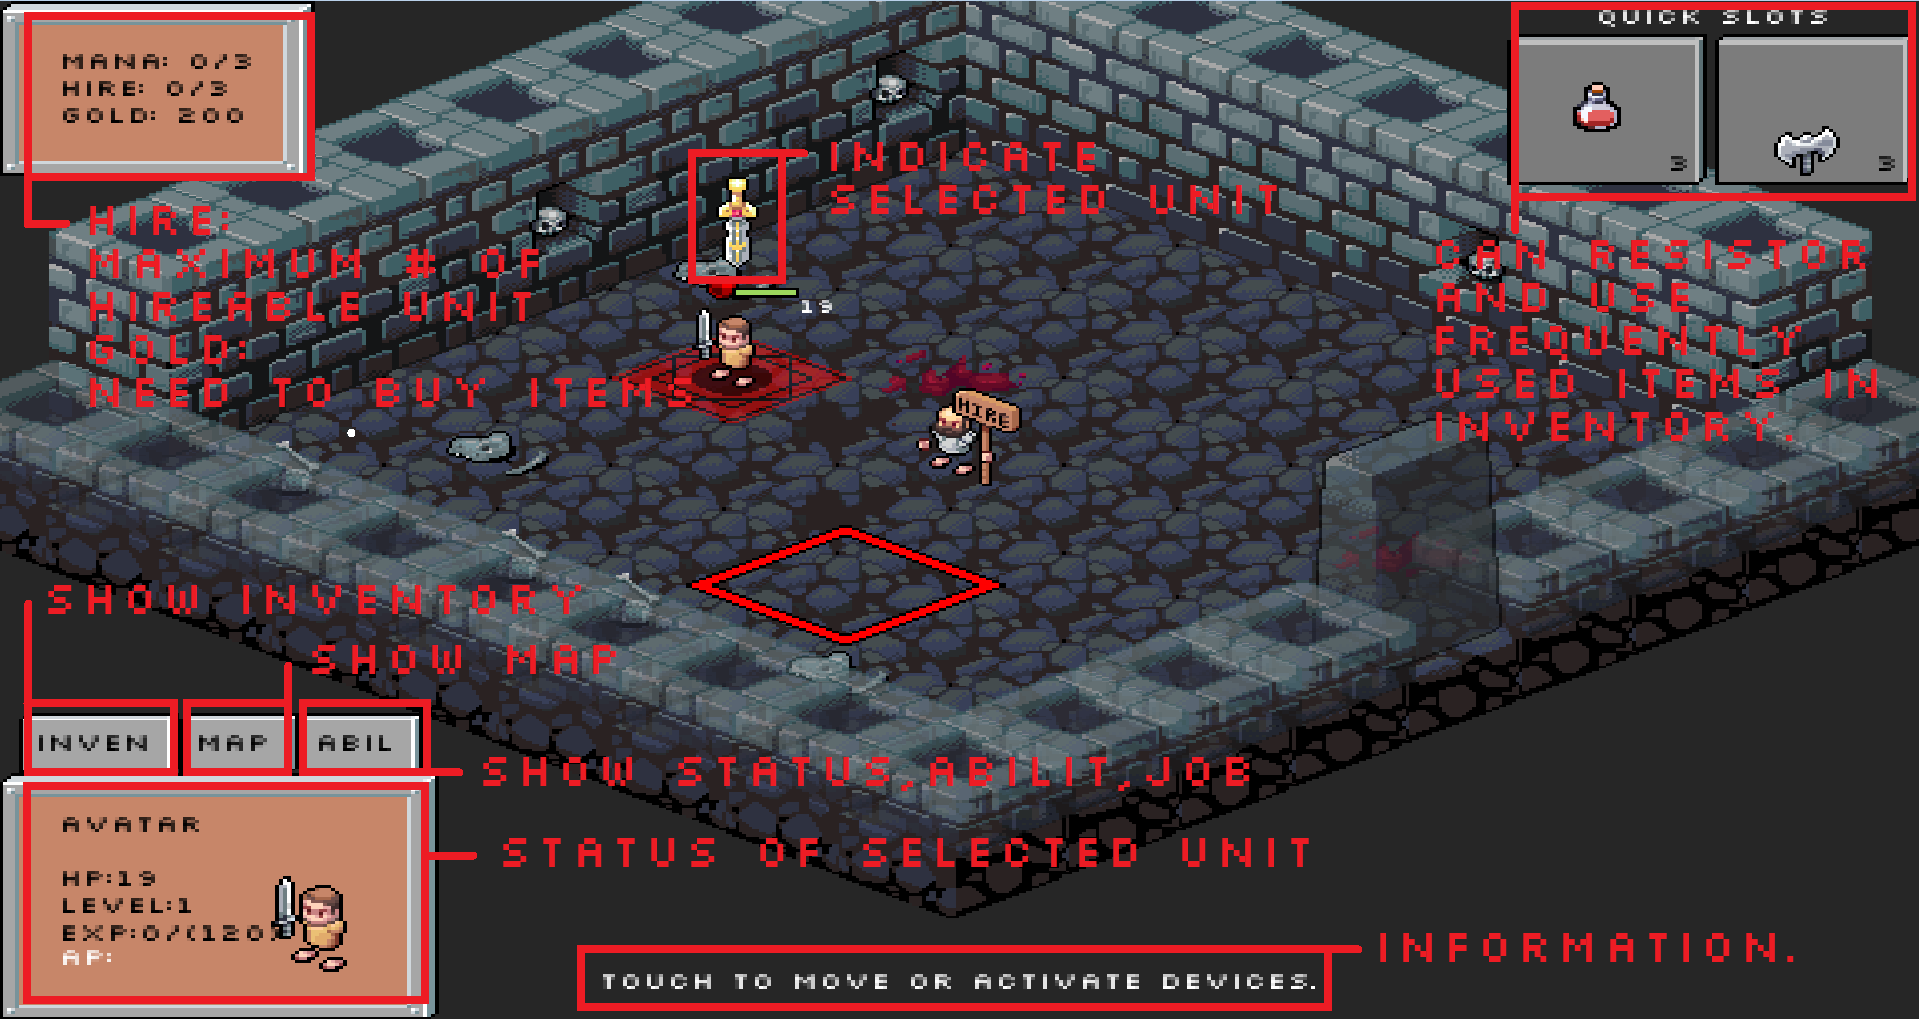 QUICK SLOTS
MANA: 0/3
HIRE: 0/3
GOLD: 200
3
3
INDICATE
SELECTED UNIT
HIRE:
MAXIMUM # OF
HIREABLE UNIT
GOLD:
NEED TO BUY ITEMS
CAN RESISTOR
AND USE
FREQUENTLY
USED ITEMS IN
INVENTORY.
19
HIRE
SHOW INVENTORY
SHOW MAP
INVEN
MAP
ABIL
SHOW STATUS,ABILIT,JOB
AVATAR
HP:19
LEVEL:1
EXP:0/(120)
AP:
STATUS OF SELECTED UNIT
INFORMATION.
TOUCH TO MOVE OR ACTIVATE DEVICES.